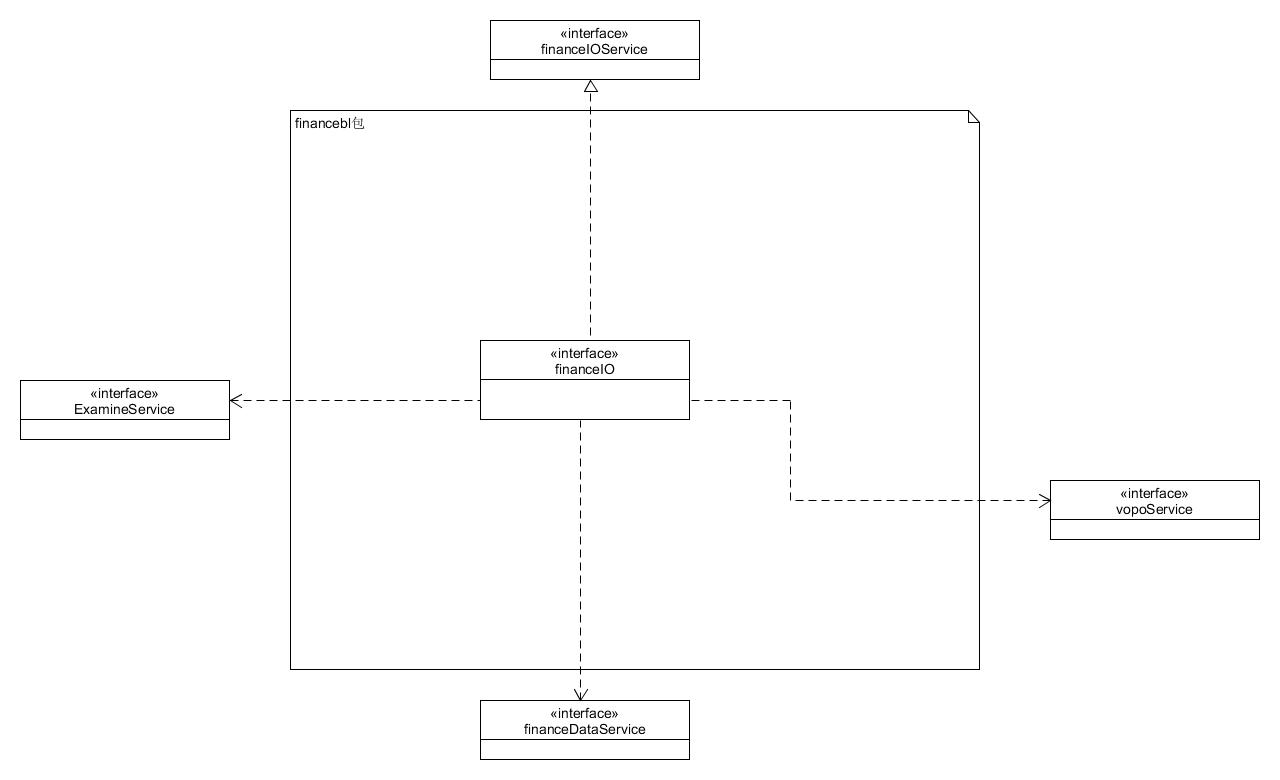 «interface»
financeIOService
financebl包
«interface»
financeIO
«interface»
ExamineService
«interface»
vopoService
«interface»
financeDataService